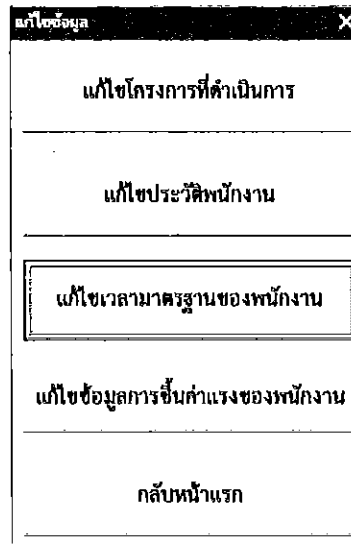 แก้ไขข้อมูล
แก้ไขโครงการที่ดำเนินการ
แก้ไขประวัติพนักงาน
แก้ไขเวลามาตรฐานของพนักงาน
แก้ไขข้อมูลการขึ้นค่าแรงของพนักงาน
กลับหน้าแรก